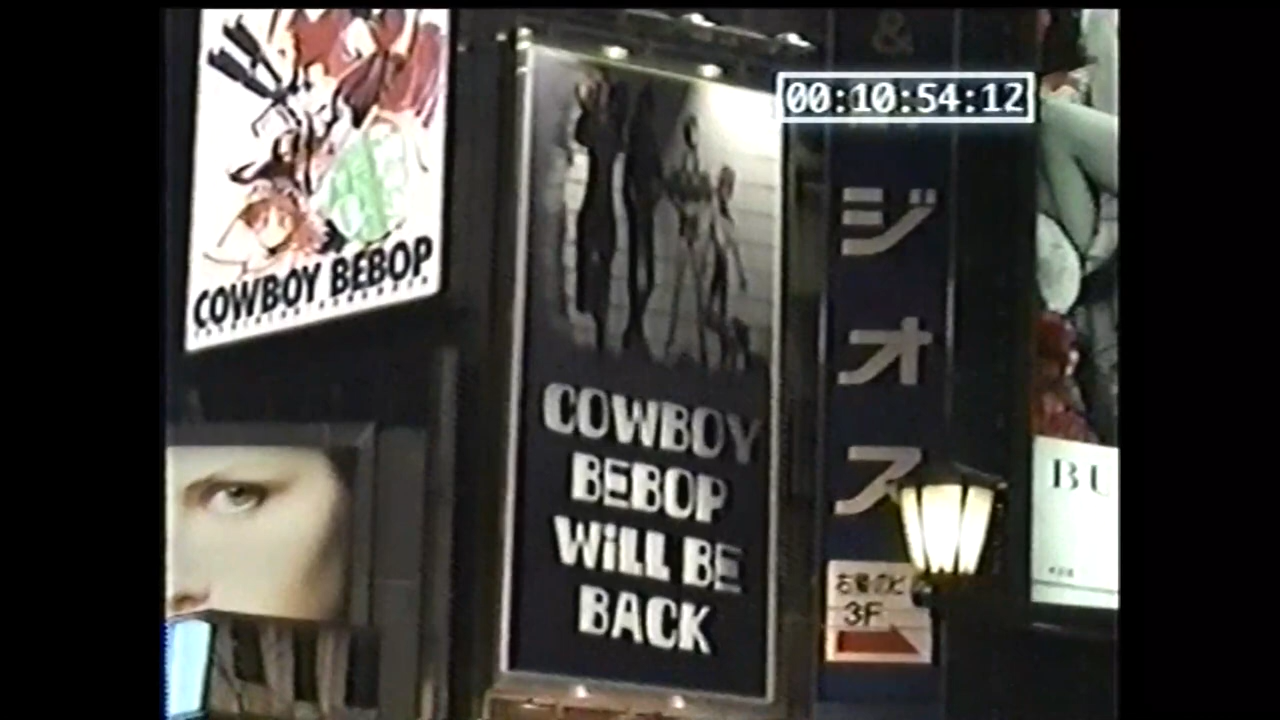 COWBOY BEBOP
COWBOY
BEBOP
WiLL BE
BACK
00:10:54:12
&
ジオス
3F
BU